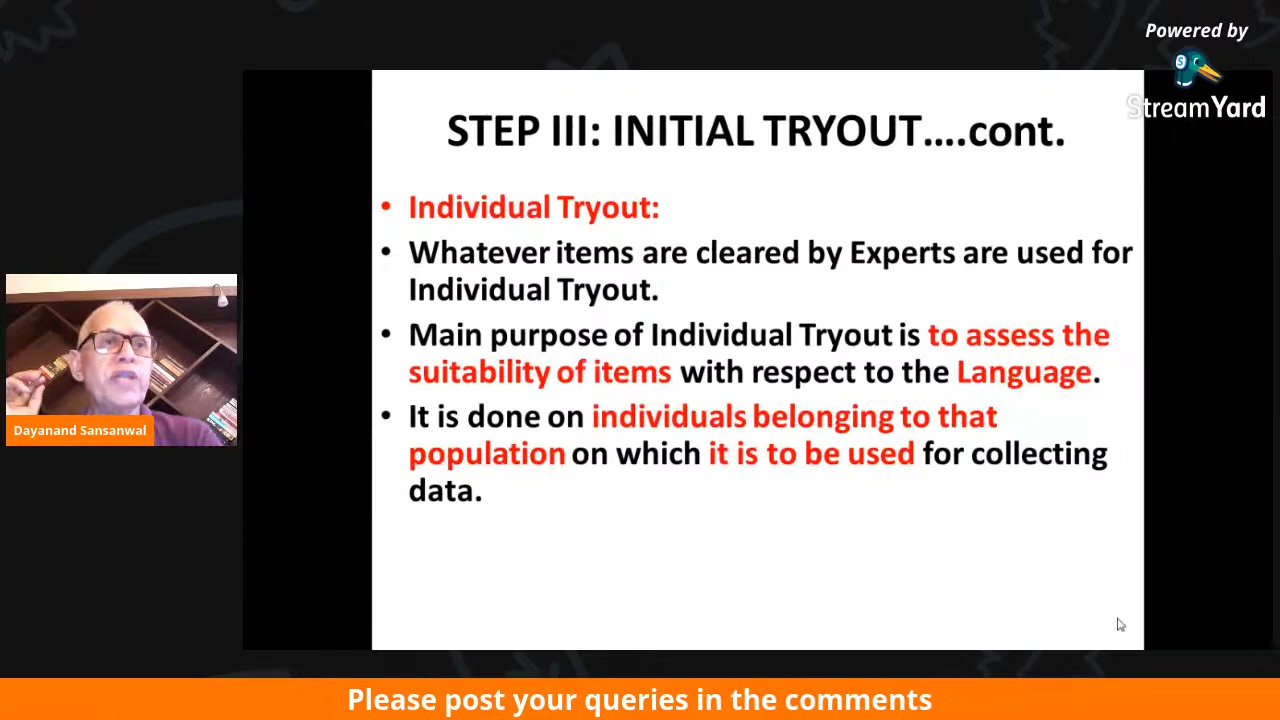 Powered by
StreamYard
STEP III: INITIAL TRYOUT....cont.
• Individual Tryout:
• Whatever items are cleared by Experts are used for
Individual Tryout.
• Main purpose of Individual Tryout is to assess the
suitability of items with respect to the Language.
• It is done on individuals belonging to that
population on which it is to be used for collecting
data.
Dayanand Sansanwal
Please post your queries in the comments